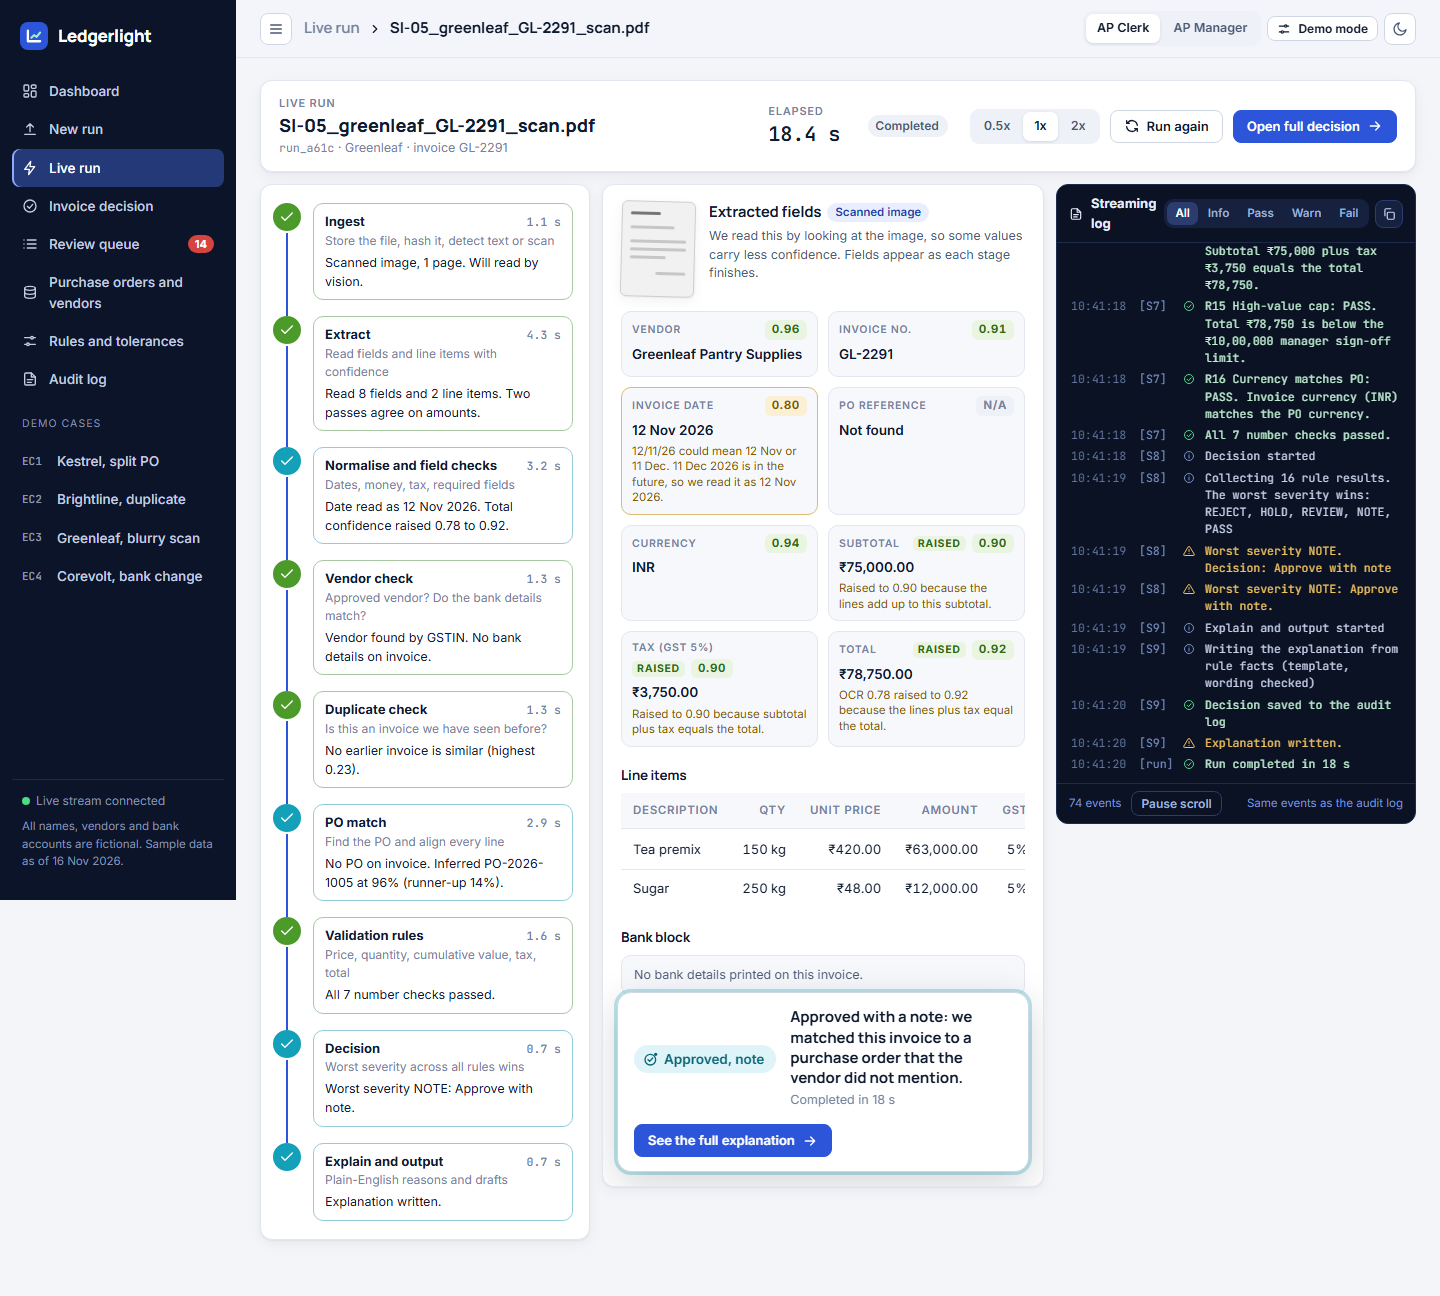 Ledgerlight
Dashboard
New run
Live run
Invoice decision
Review queue 14
Purchase orders and
vendors
Rules and tolerances
Audit log
DEMO CASES
EC1 Kestrel, split PO
EC2 Brightline, duplicate
EC3 Greenleaf, blurry scan
EC4 Corevolt, bank change
Live stream connected
All names, vendors and bank
accounts are fictional. Sample data
as of 16 Nov 2026.
Live run > SI-05_greenleaf_GL-2291_scan.pdf
AP Clerk AP Manager Demo mode
LIVE RUN
SI-05_greenleaf_GL-2291_scan.pdf
run_a61c · Greenleaf · invoice GL-2291
ELAPSED
18.4 s
Completed
0.5x 1x 2x
Run again
Open full decision →
Ingest 1.1 s
Store the file, hash it, detect text or scan
Scanned image, 1 page. Will read by
vision.
Extract 4.3 s
Read fields and line items with
confidence
Read 8 fields and 2 line items. Two
passes agree on amounts.
Normalise and field checks 3.2 s
Dates, money, tax, required fields
Date read as 12 Nov 2026. Total
confidence raised 0.78 to 0.92.
Vendor check 1.3 s
Approved vendor? Do the bank details
match?
Vendor found by GSTIN. No bank
details on invoice.
Duplicate check 1.3 s
Is this an invoice we have seen before?
No earlier invoice is similar (highest
0.23).
PO match 2.9 s
Find the PO and align every line
No PO on invoice. Inferred PO-2026-
1005 at 96% (runner-up 14%).
Validation rules 1.6 s
Price, quantity, cumulative value, tax,
total
All 7 number checks passed.
Decision 0.7 s
Worst severity across all rules wins
Worst severity NOTE: Approve with
note.
Explain and output 0.7 s
Plain-English reasons and drafts
Explanation written.
Extracted fields Scanned image
We read this by looking at the image, so some values
carry less confidence. Fields appear as each stage
finishes.
VENDOR 0.96
Greenleaf Pantry Supplies
INVOICE NO. 0.91
GL-2291
INVOICE DATE 0.80
12 Nov 2026
12/11/26 could mean 12 Nov or
11 Dec. 11 Dec 2026 is in the
future, so we read it as 12 Nov
2026.
PO REFERENCE N/A
Not found
CURRENCY 0.94
INR
SUBTOTAL RAISED 0.90
₹75,000.00
Raised to 0.90 because the
lines add up to this subtotal.
TAX (GST 5%)
RAISED 0.90
₹3,750.00
Raised to 0.90 because subtotal
plus tax equals the total.
TOTAL RAISED 0.92
₹78,750.00
OCR 0.78 raised to 0.92
because the lines plus tax equal
the total.
Line items
DESCRIPTION QTY UNIT PRICE AMOUNT GST
Tea premix 150 kg ₹420.00 ₹63,000.00 5%
Sugar 250 kg ₹48.00 ₹12,000.00 5%
Bank block
No bank details printed on this invoice.
Approved, note
Approved with a note: we
matched this invoice to a
purchase order that the
vendor did not mention.
Completed in 18 s
See the full explanation →
Streaming
log
All Info Pass Warn Fail
Subtotal ₹75,000 plus tax
₹3,750 equals the total
₹78,750.
10:41:18 [S7] R15 High-value cap: PASS.
Total ₹78,750 is below the
₹10,00,000 manager sign-off
limit.
10:41:18 [S7] R16 Currency matches PO:
PASS. Invoice currency (INR)
matches the PO currency.
10:41:18 [S7] All 7 number checks passed.
10:41:18 [S8] Decision started
10:41:19 [S8] Collecting 16 rule results.
The worst severity wins:
REJECT, HOLD, REVIEW, NOTE,
PASS
10:41:19 [S8] Worst severity NOTE.
Decision: Approve with note
10:41:19 [S8] Worst severity NOTE: Approve
with note.
10:41:19 [S9] Explain and output started
10:41:19 [S9] Writing the explanation from
rule facts (template,
wording checked)
10:41:20 [S9] Decision saved to the audit
log
10:41:20 [S9] Explanation written.
10:41:20 [run] Run completed in 18 s
74 events Pause scroll Same events as the audit log